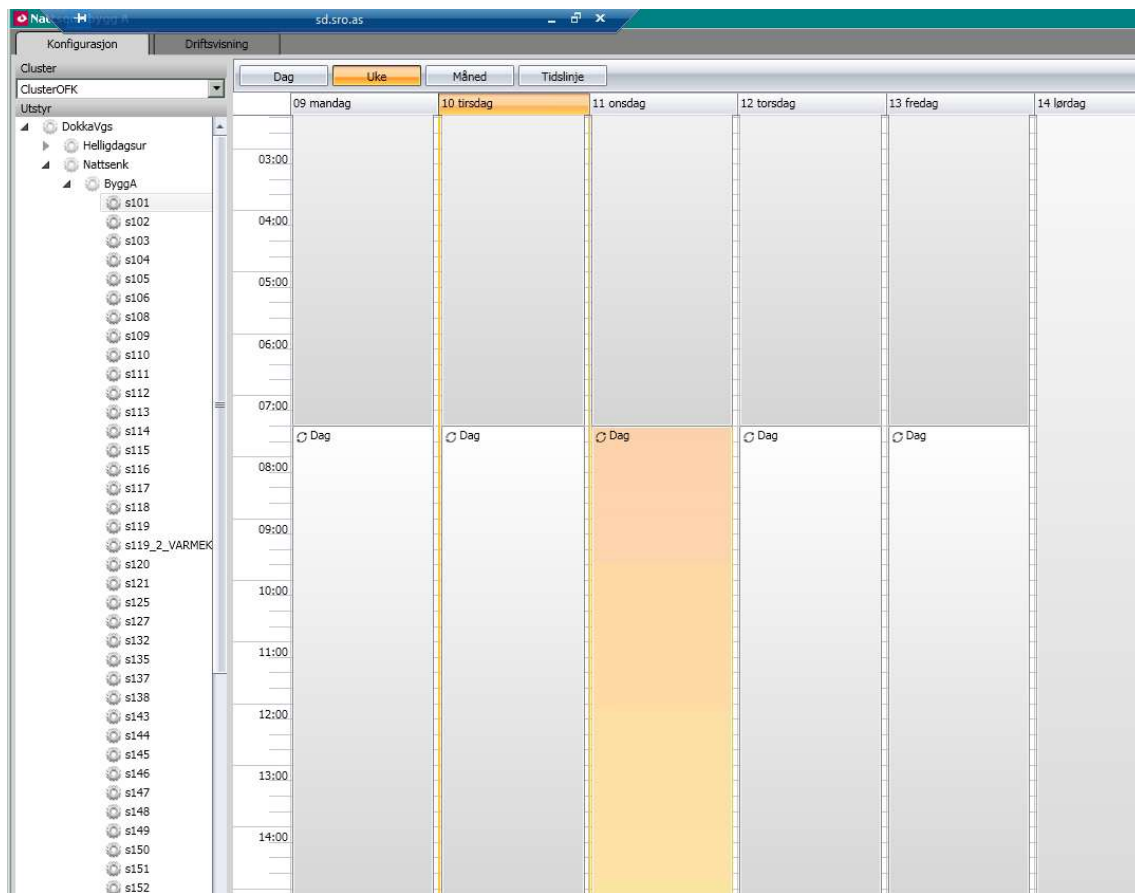 sd.sro.as
Konfigurasjon
Driftsvisning
Cluster
ClusterOFK
Utstyr
DokkaVgs
Helligdagsur
Nattsenk
ByggA
s101
s102
s103
s104
s105
s106
s108
s109
s110
s111
s112
s113
s114
s115
s116
s117
s118
s119
s119_2_VARMEK
s120
s121
s125
s127
s132
s135
s137
s138
s143
s144
s145
s146
s147
s148
s149
s150
s151
s152
Dag Uke Måned Tidslinje
09 mandag 10 tirsdag 11 onsdag 12 torsdag 13 fredag 14 lørdag
03:00
04:00
05:00
06:00
07:00
Dag Dag Dag Dag Dag
08:00
09:00
10:00
11:00
12:00
13:00
14:00